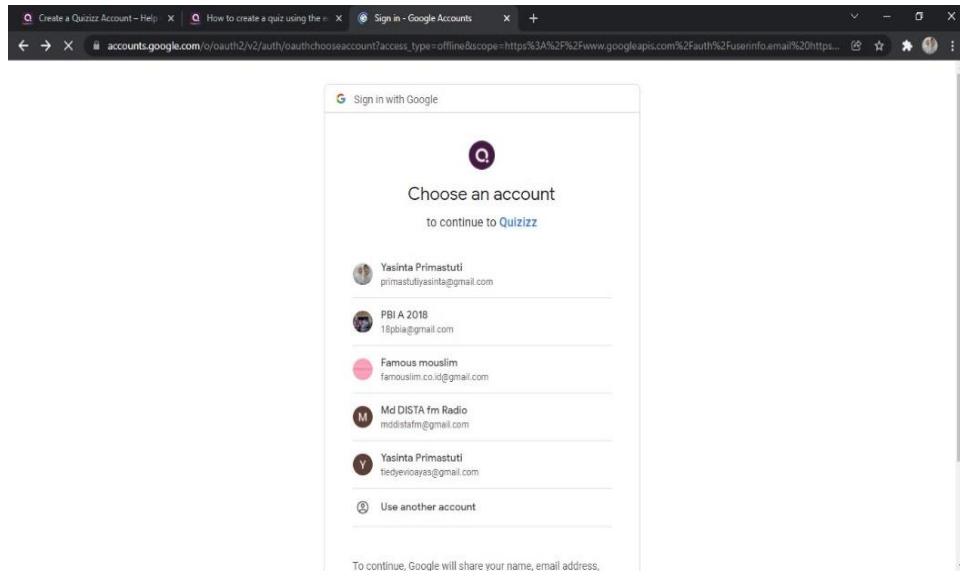 Create a Quizizz Account – Help
How to create a quiz using the e
Sign in - Google Accounts
accounts.google.com/o/oauth2/v2/auth/oauthchooseaccount?access_type=offline&scope=https%3A%2F%2Fwww.googleapis.com%2Fauth%2Fuserinfo.email%20https...
Sign in with Google
Choose an account
to continue to Quizizz
Yasinta Primastuti
primastutiyasinta@gmail.com
PBI A 2018
18pbia@gmail.com
Famous mouslim
famouslim.co.id@gmail.com
M
Md DISTA fm Radio
mddistafm@gmail.com
Y
Yasinta Primastuti
tiedyevioayas@gmail.com
Use another account
To continue, Google will share your name, email address,